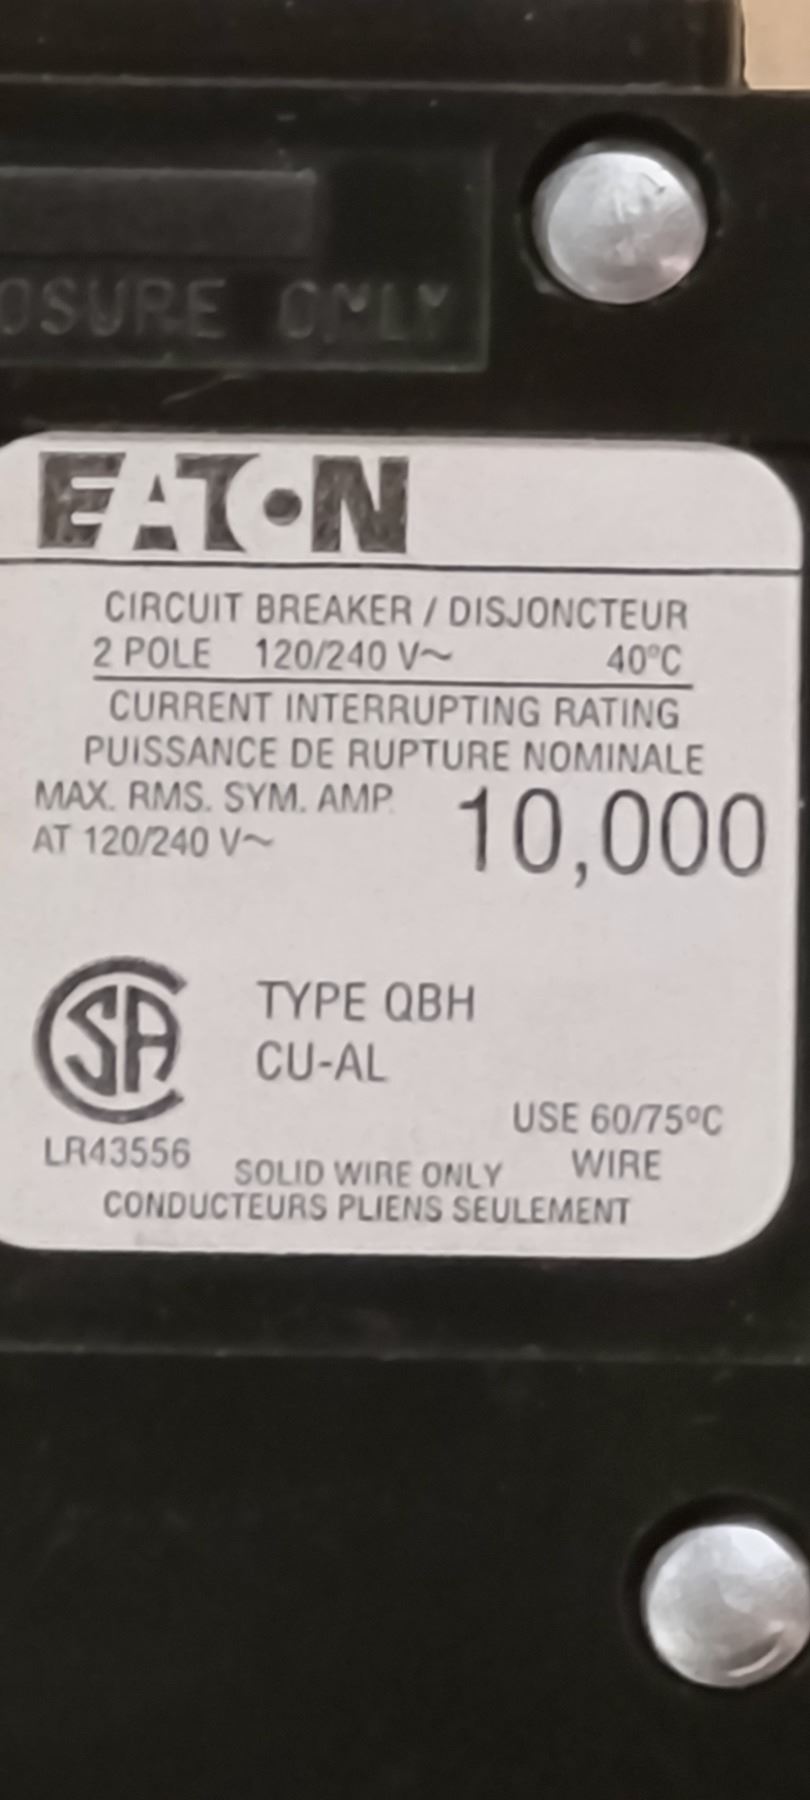 OSURE ONLY
EATON
CIRCUIT BREAKER / DISJONCTEUR
2 POLE 120/240 V~ 40°C
CURRENT INTERRUPTING RATING
PUISSANCE DE RUPTURE NOMINALE
MAX. RMS. SYM. AMP. 10,000
AT 120/240 V~
SA TYPE QBH
CU-AL
USE 60/75°C
LR43556 SOLID WIRE ONLY WIRE
CONDUCTEURS PLIENS SEULEMENT